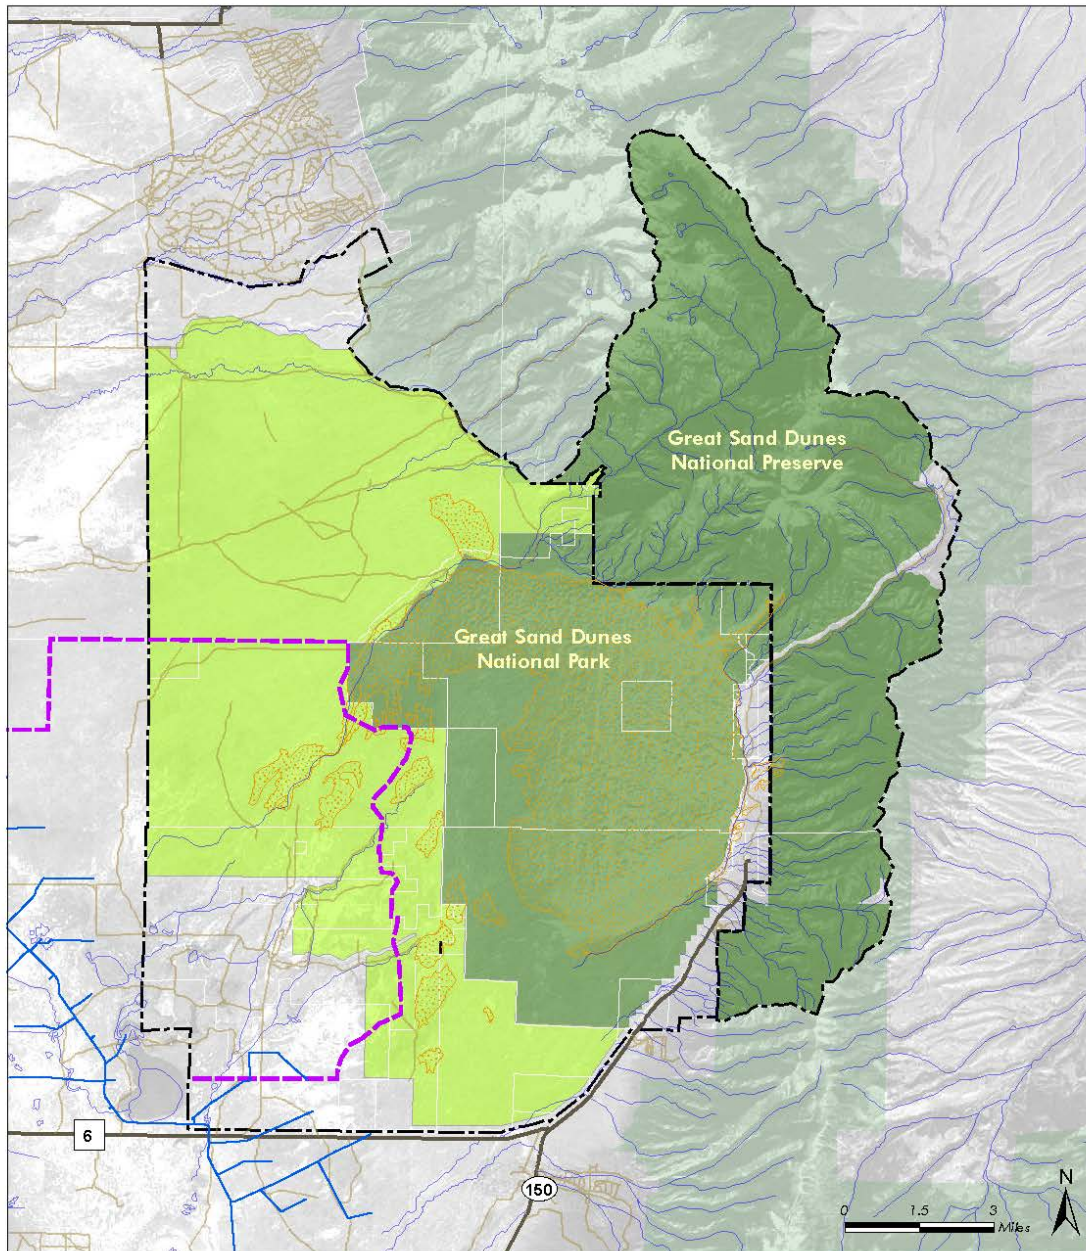 Great Sand Dunes
National Preserve
Great Sand Dunes
National Park
6
150
N
0 1.5 3
Miles